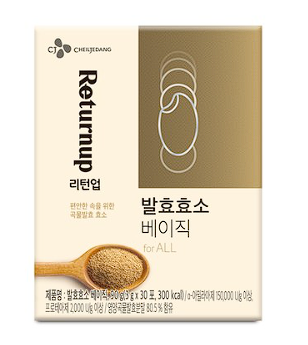 CJ CHEILJEDANG
Returnup
리턴업
편안한 속을 위한
곡물발효 효소
발효효소
베이직
for ALL
제품명 : 발효효소 베이직 90g(3 g x 30 포, 300 kcal) / α-아밀라아제 150,000 U/g 이상,
프로테아제 2,000 U/g 이상 / 영양곡물발효분말 80.5 % 함유